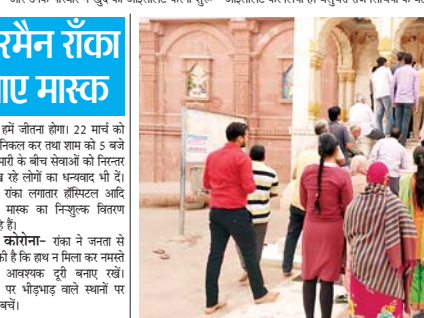 रमैन राँका
ाए मास्क
हमें जीतना होगा। 22 मार्च को
निकल कर तथा शाम को 5 बजे
मारी के बीच सेवाओं को निरन्तर
रहे लोगों का धन्यवाद भी दें।
रांका लगातार हॉस्पिटल आदि
मास्क का निःशुल्क वितरण
हे हैं।
कोरोना- रांका ने जनता से
की है कि हाथ न मिला कर नमस्ते
आवश्यक दूरी बनाए रखें।
पर भीड़भाड़ वाले स्थानों पर
बचें।